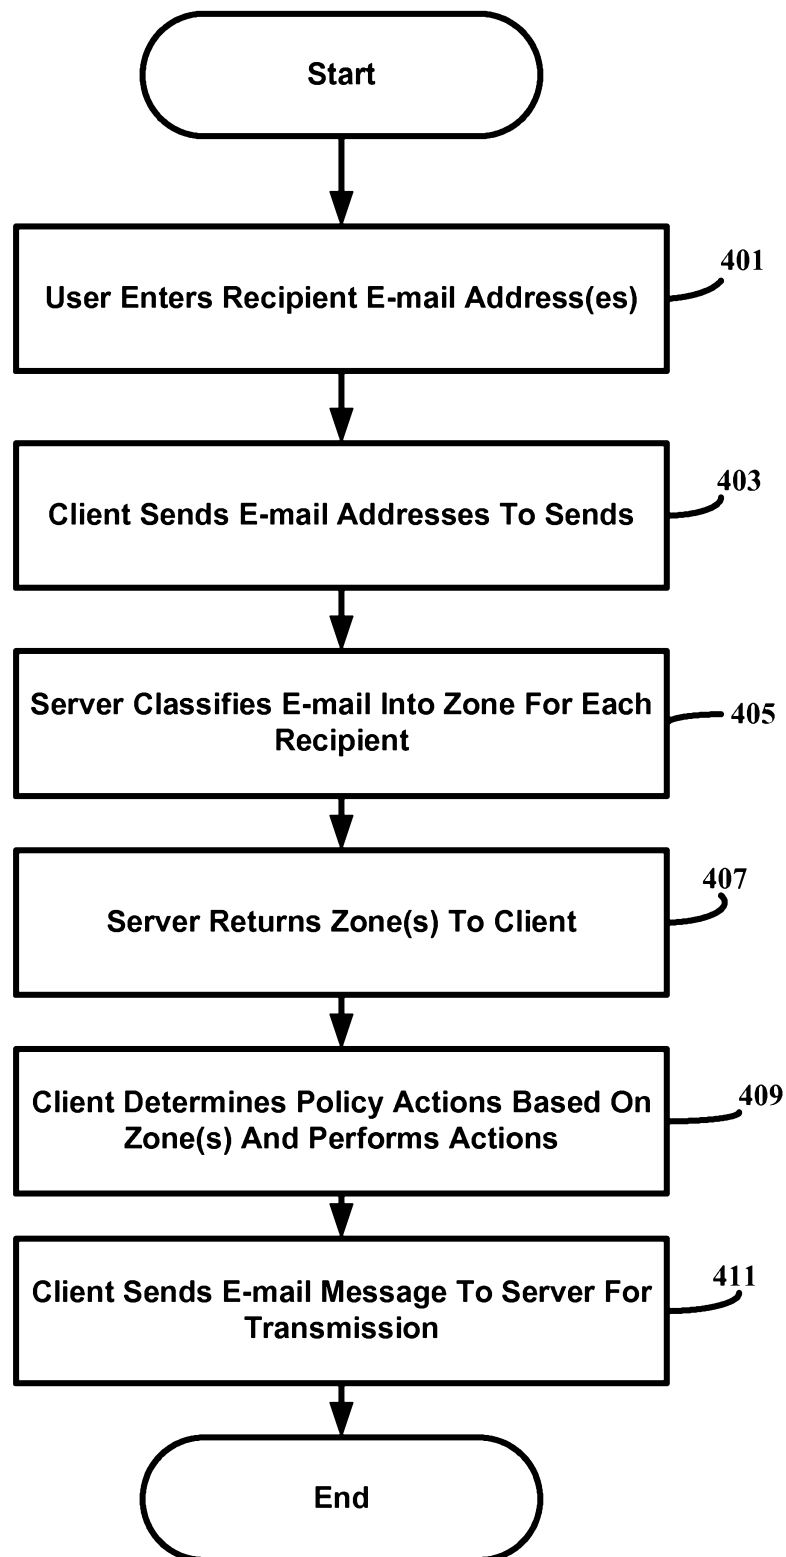 Start
401
User Enters Recipient E-mail Address(es)
403
Client Sends E-mail Addresses To Sends
Server Classifies E-mail Into Zone For Each
Recipient
405
407
Server Returns Zone(s) To Client
409
Client Determines Policy Actions Based On
Zone(s) And Performs Actions
411
Client Sends E-mail Message To Server For
Transmission
End